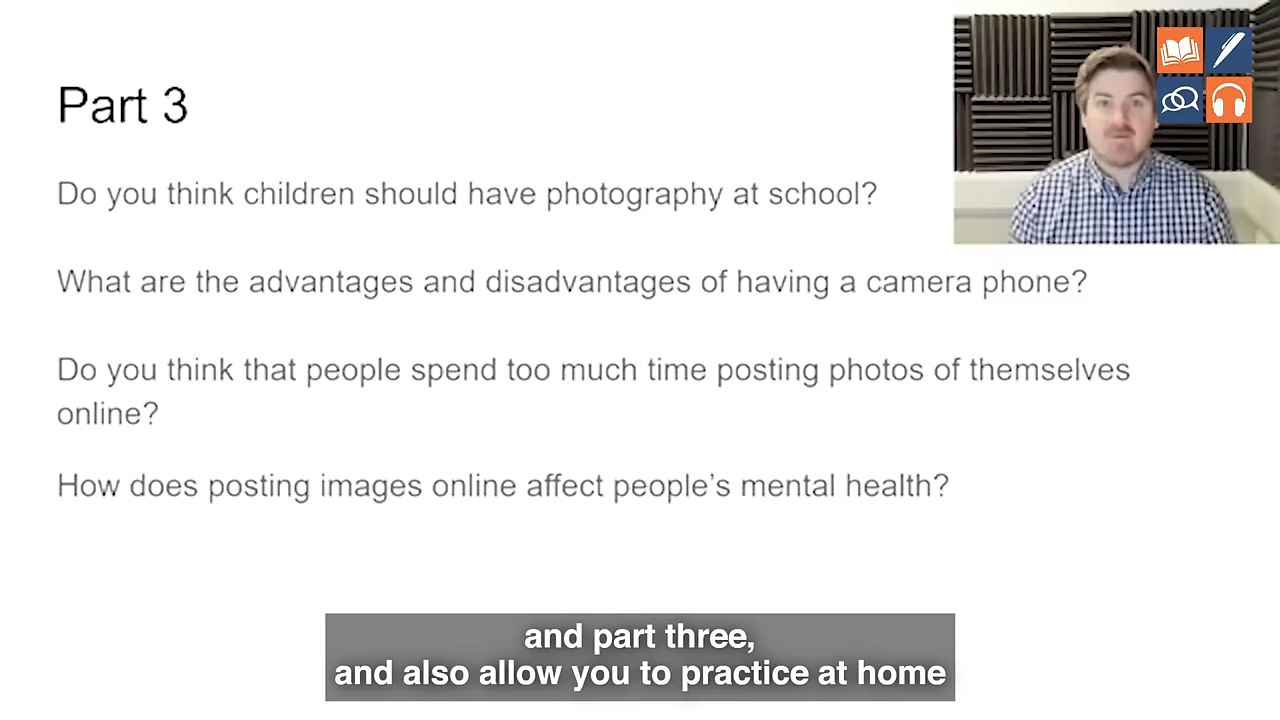 Part 3
Do you think children should have photography at school?
What are the advantages and disadvantages of having a camera phone?
Do you think that people spend too much time posting photos of themselves
online?
How does posting images online affect people's mental health?
and part three,
and also allow you to practice at home